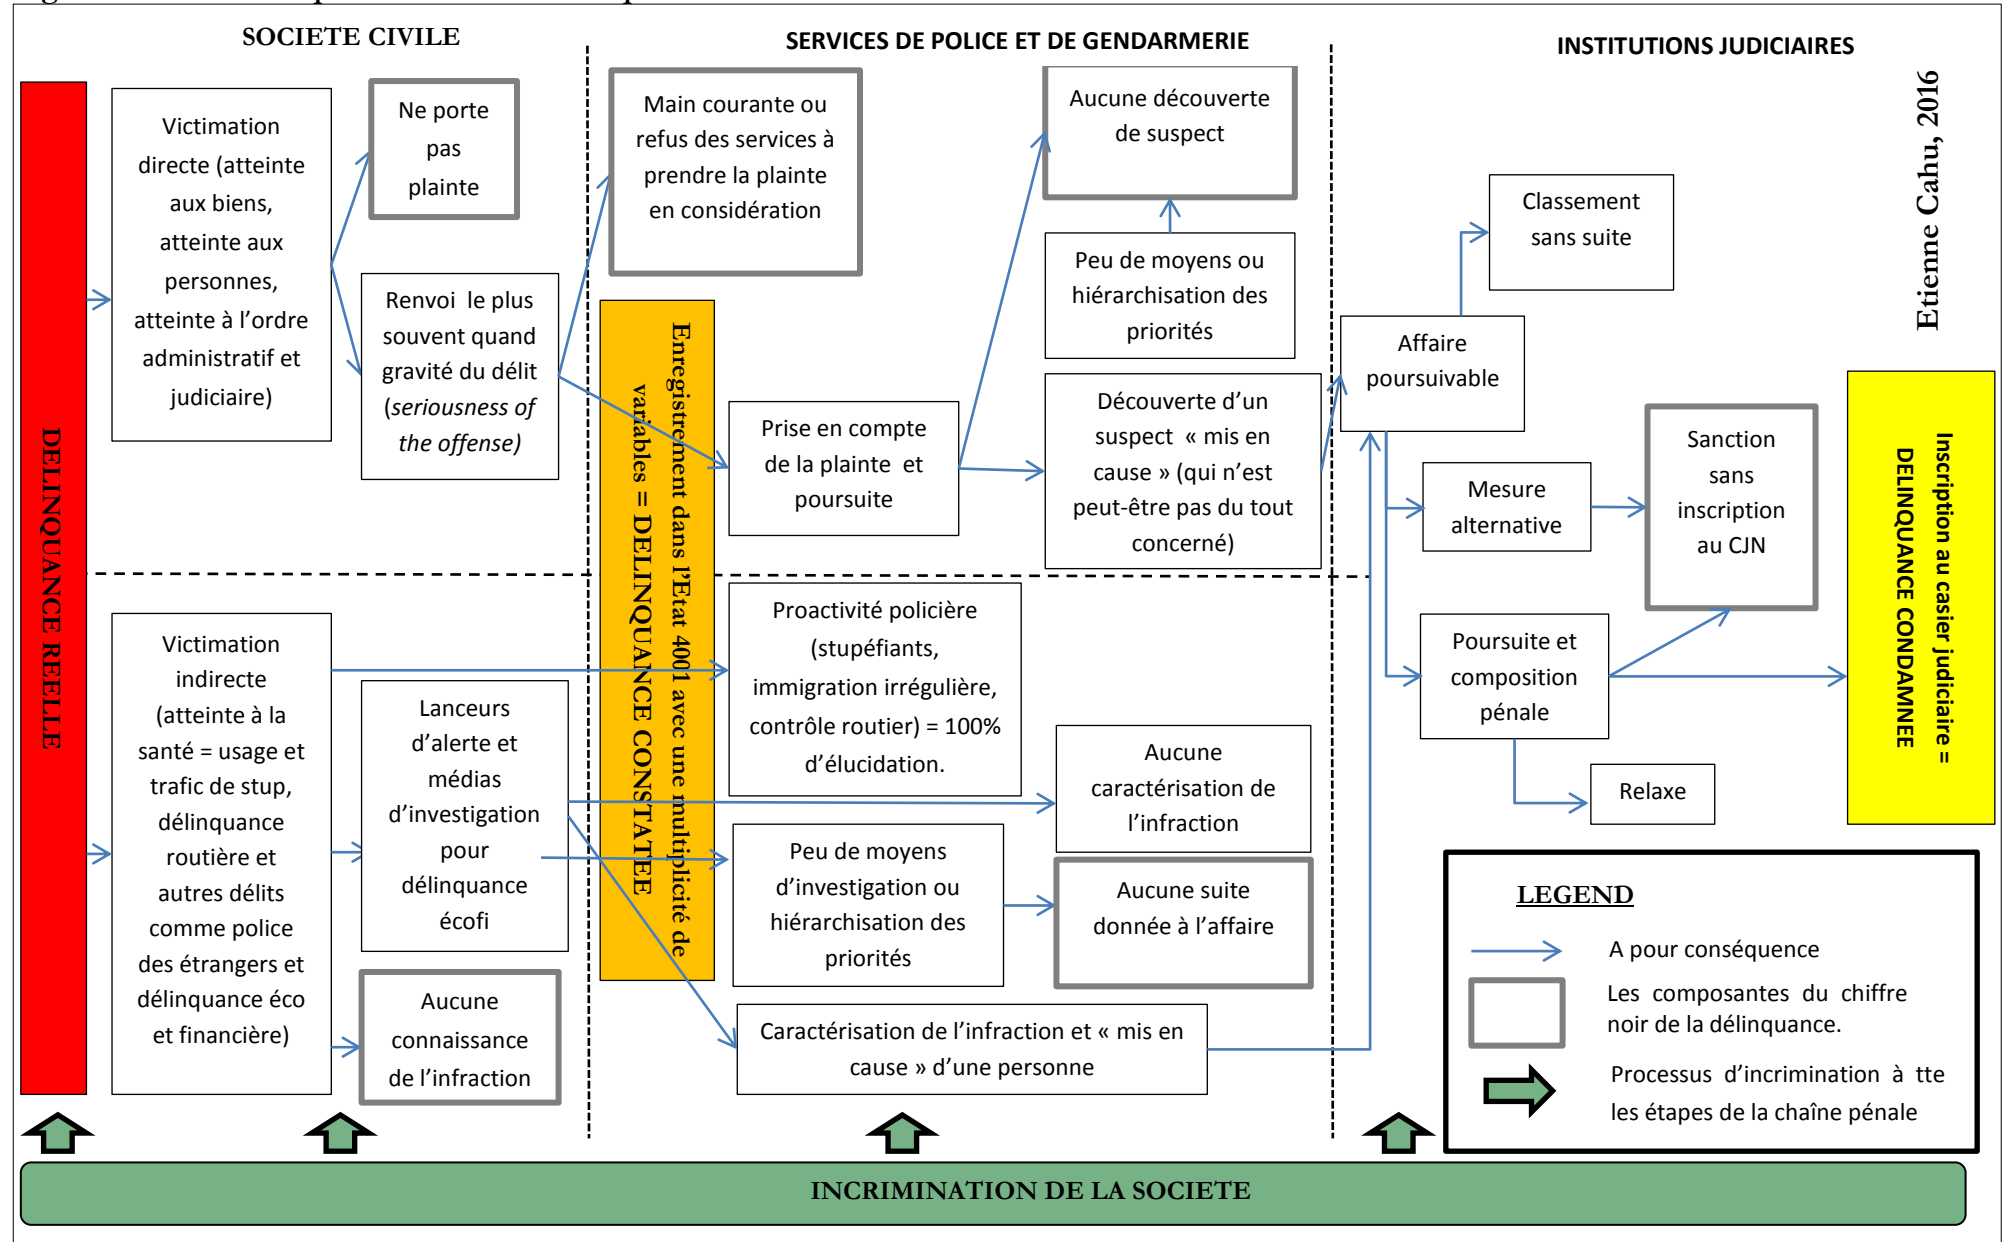 SOCIETE CIVILE
SERVICES DE POLICE ET DE GENDARMERIE
INSTITUTIONS JUDICIAIRES
Etienne Cahu, 2016
DELINQUANCE REELLE
Victimation
directe (atteinte
aux biens,
atteinte aux
personnes,
atteinte à l’ordre
administratif et
judiciaire)
Ne porte
pas
plainte
Renvoi le plus
souvent quand
gravité du délit
(seriousness of
the offense)
Main courante ou
refus des services à
prendre la plainte
en considération
Enregistrement dans l’Etat 4001 avec une multiplicité de
variables = DELINQUANCE CONSTATEE
Prise en compte
de la plainte et
poursuite
Aucune découverte
de suspect
Peu de moyens ou
hiérarchisation des
priorités
Découverte d’un
suspect « mis en
cause » (qui n’est
peut-être pas du tout
concerné)
Affaire
poursuivable
Classement
sans suite
Mesure
alternative
Sanction
sans
inscription
au CJN
Poursuite et
composition
pénale
Relaxe
Inscription au casier judiciaire =
DELINQUANCE CONDAMNEE
Victimation
indirecte
(atteinte à la
santé = usage et
trafic de stup,
délinquance
routière et
autres délits
comme police
des étrangers et
délinquance éco
et financière)
Lanceurs
d’alerte et
médias
d’investigation
pour
délinquance
écofi
Aucune
connaissance
de l’infraction
Proactivité policière
(stupéfiants,
immigration irrégulière,
contrôle routier) = 100%
d’élucidation.
Aucune
caractérisation de
l’infraction
Peu de moyens
d’investigation ou
hiérarchisation des
priorités
Aucune suite
donnée à l’affaire
Caractérisation de l’infraction et « mis en
cause » d’une personne
LEGEND
A pour conséquence
Les composantes du chiffre
noir de la délinquance.
Processus d’incrimination à tte
les étapes de la chaîne pénale
INCRIMINATION DE LA SOCIETE